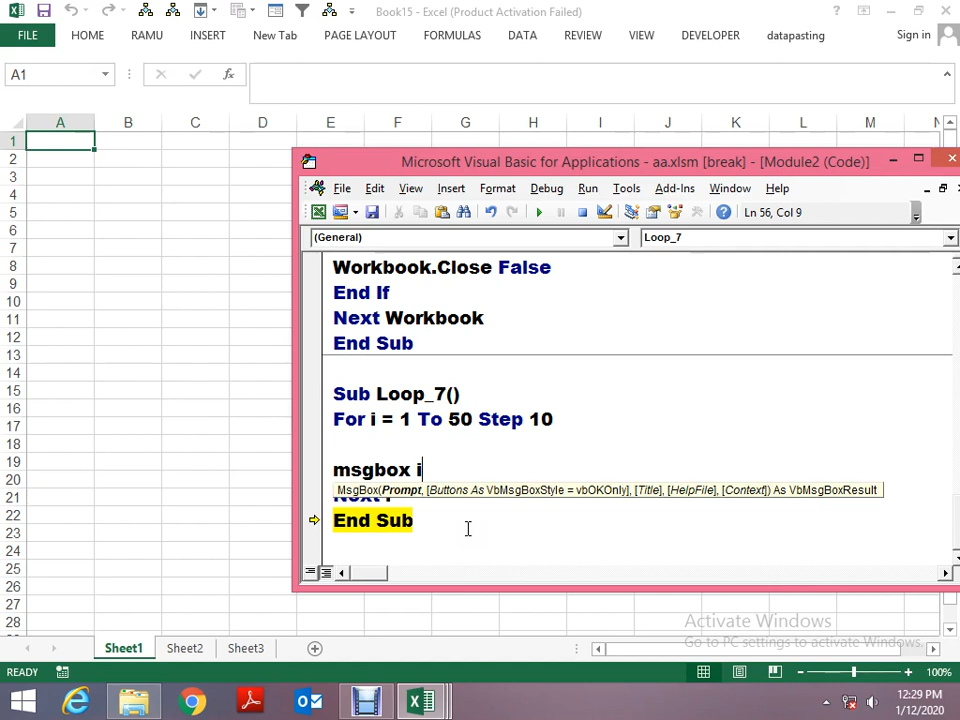 Book15 - Excel (Product Activation Failed)
FILE HOME RAMU INSERT New Tab PAGE LAYOUT FORMULAS DATA REVIEW VIEW DEVELOPER datapasting Sign in
A1 fx
A B C D E F G H I J K L M N
1
2
3
4
5
6
7
8
9
10
11
12
13
14
15
16
17
18
19
20
21
22
23
24
25
26
27
28
Microsoft Visual Basic for Applications - aa.xlsm [break] - [Module2 (Code)]
File Edit View Insert Format Debug Run Tools Add-Ins Window Help
Ln 56, Col 9
(General) Loop_7
Workbook.Close False
End If
Next Workbook
End Sub
Sub Loop_7()
For i = 1 To 50 Step 10
msgbox i
MsgBox(Prompt, [Buttons As VbMsgBoxStyle = vbOKOnly], [Title], [HelpFile], [Context]) As VbMsgBoxResult
Next i
End Sub
Activate Windows
Go to PC settings to activate Windows.
Sheet1 Sheet2 Sheet3
READY 100%
12:29 PM
1/12/2020